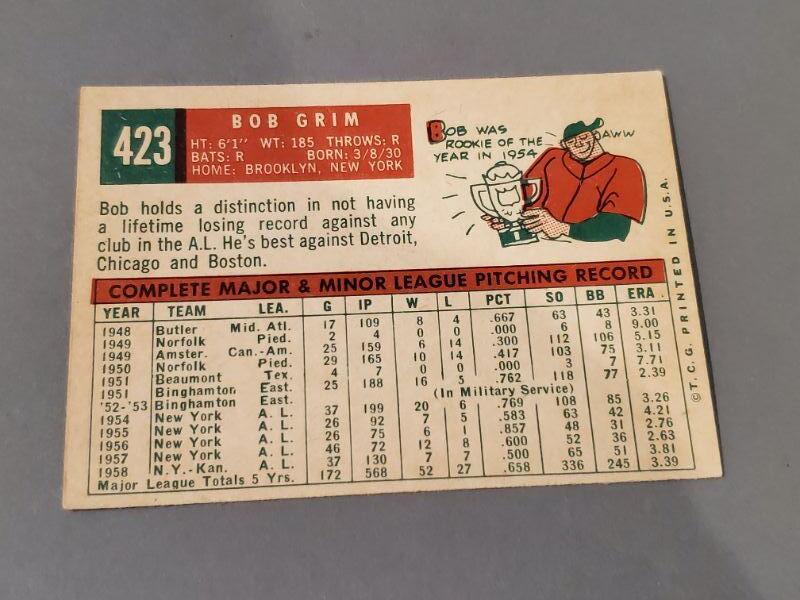 423
BOB GRIM
HT: 6'1" WT: 185 THROWS: R
BATS: R BORN: 3/8/30
HOME: BROOKLYN, NEW YORK
BOB WAS
ROOKIE OF THE
YEAR IN 1954
AWW
Bob holds a distinction in not having
a lifetime losing record against any
club in the A.L. He's best against Detroit,
Chicago and Boston.
COMPLETE MAJOR & MINOR LEAGUE PITCHING RECORD
YEAR TEAM LEA. G IP W L PCT SO BB ERA
1948 Butler Mid. Atl. 17 109 8 4 .667 63 43 3.31
1949 Norfolk Pied. 2 4 0 0 .000 6 8 9.00
1949 Amster. Can.-Am. 25 159 6 14 .300 112 106 5.15
1950 Norfolk Pied. 29 165 10 14 .417 103 75 3.11
1951 Beaumont Tex. 4 7 0 0 .000 3 7 7.71
1951 Binghamton East. 25 188 16 5 .762 118 77 2.39
'52-'53 Binghamton East. (In Military Service)
1954 New York A. L. 37 199 20 6 .769 108 85 3.26
1955 New York A. L. 26 92 7 5 .583 63 42 4.21
1956 New York A. L. 26 75 6 1 .857 48 31 2.76
1957 New York A. L. 46 72 12 8 .600 52 36 2.63
1958 N.Y.-Kan. A. L. 37 130 7 7 .500 65 51 3.81
Major League Totals 5 Yrs. 172 568 52 27 .658 336 245 3.39
©T.C.G. PRINTED IN U.S.A.